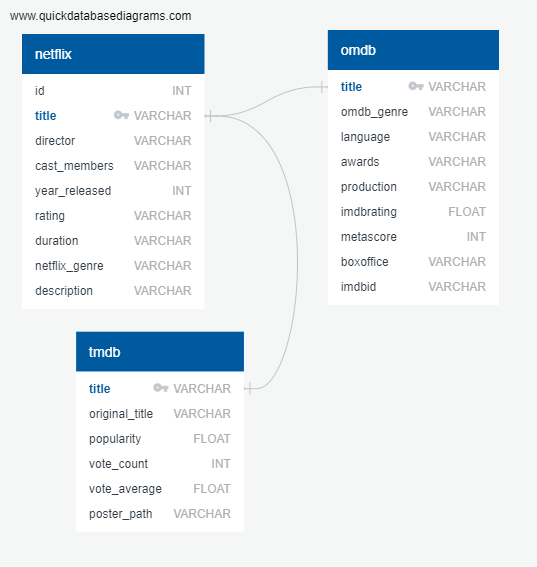 www.quickdatabasediagrams.com
netflix
id INT
title VARCHAR
director VARCHAR
cast_members VARCHAR
year_released INT
rating VARCHAR
duration VARCHAR
netflix_genre VARCHAR
description VARCHAR
omdb
title VARCHAR
omdb_genre VARCHAR
language VARCHAR
awards VARCHAR
production VARCHAR
imdbrating FLOAT
metascore INT
boxoffice VARCHAR
imdbid VARCHAR
tmdb
title VARCHAR
original_title VARCHAR
popularity FLOAT
vote_count INT
vote_average FLOAT
poster_path VARCHAR